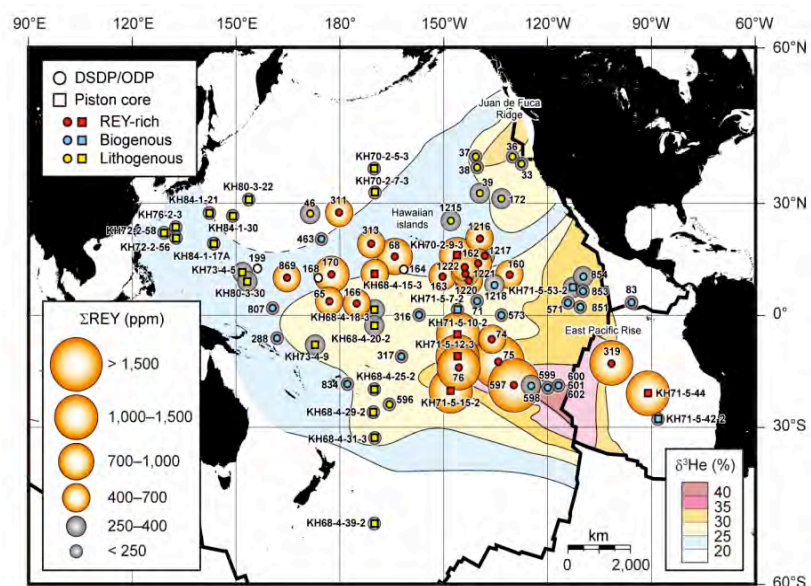 90°E 120° 150°E 180° 150°W 120° 90°W 60°W
60°N
30°N
0°
30°S
60°S
DSDP/ODP
Piston core
REY-rich
Biogenous
Lithogenous
Juan de Fuca
Ridge
37
36
38
33
39
172
KH70-2-5-3
KH70-2-7-3
KH80-3-22
KH84-1-21
KH76-2-3
KH72-2-58
KH72-2-56
KH84-1-30
KH84-1-17A
46
311
1215
Hawaiian
islands
463
313
68
KH70-2-9-3
1216
162
1217
199
KH73-4-5
KH80-3-30
869
168
170
164
1222
163
1221
1220
160
KH68-4-15-3
854
KH71-5-53-2
853
851
571
83
65
166
KH71-5-7-2
71
1218
807
KH68-4-18-3
316
573
288
KH68-4-20-2
KH71-5-10-2
74
East Pacific Rise
KH73-4-9
317
KH71-5-12-3
75
319
76
834
KH68-4-25-2
597
599
600
601
602
598
596
KH71-5-44
KH68-4-29-2
KH71-5-15-2
KH71-5-42-2
KH68-4-31-3
KH68-4-39-2
ΣREY (ppm)
> 1,500
1,000–1,500
700–1,000
400–700
250–400
< 250
δ³He (%)
40
35
30
25
20
km
0 2,000